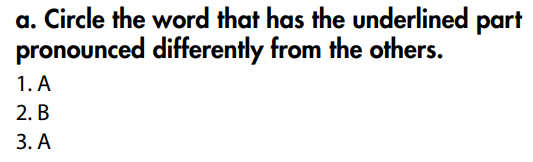 a. Circle the word that has the underlined part
pronounced differently from the others.
1. A
2. B
3. A